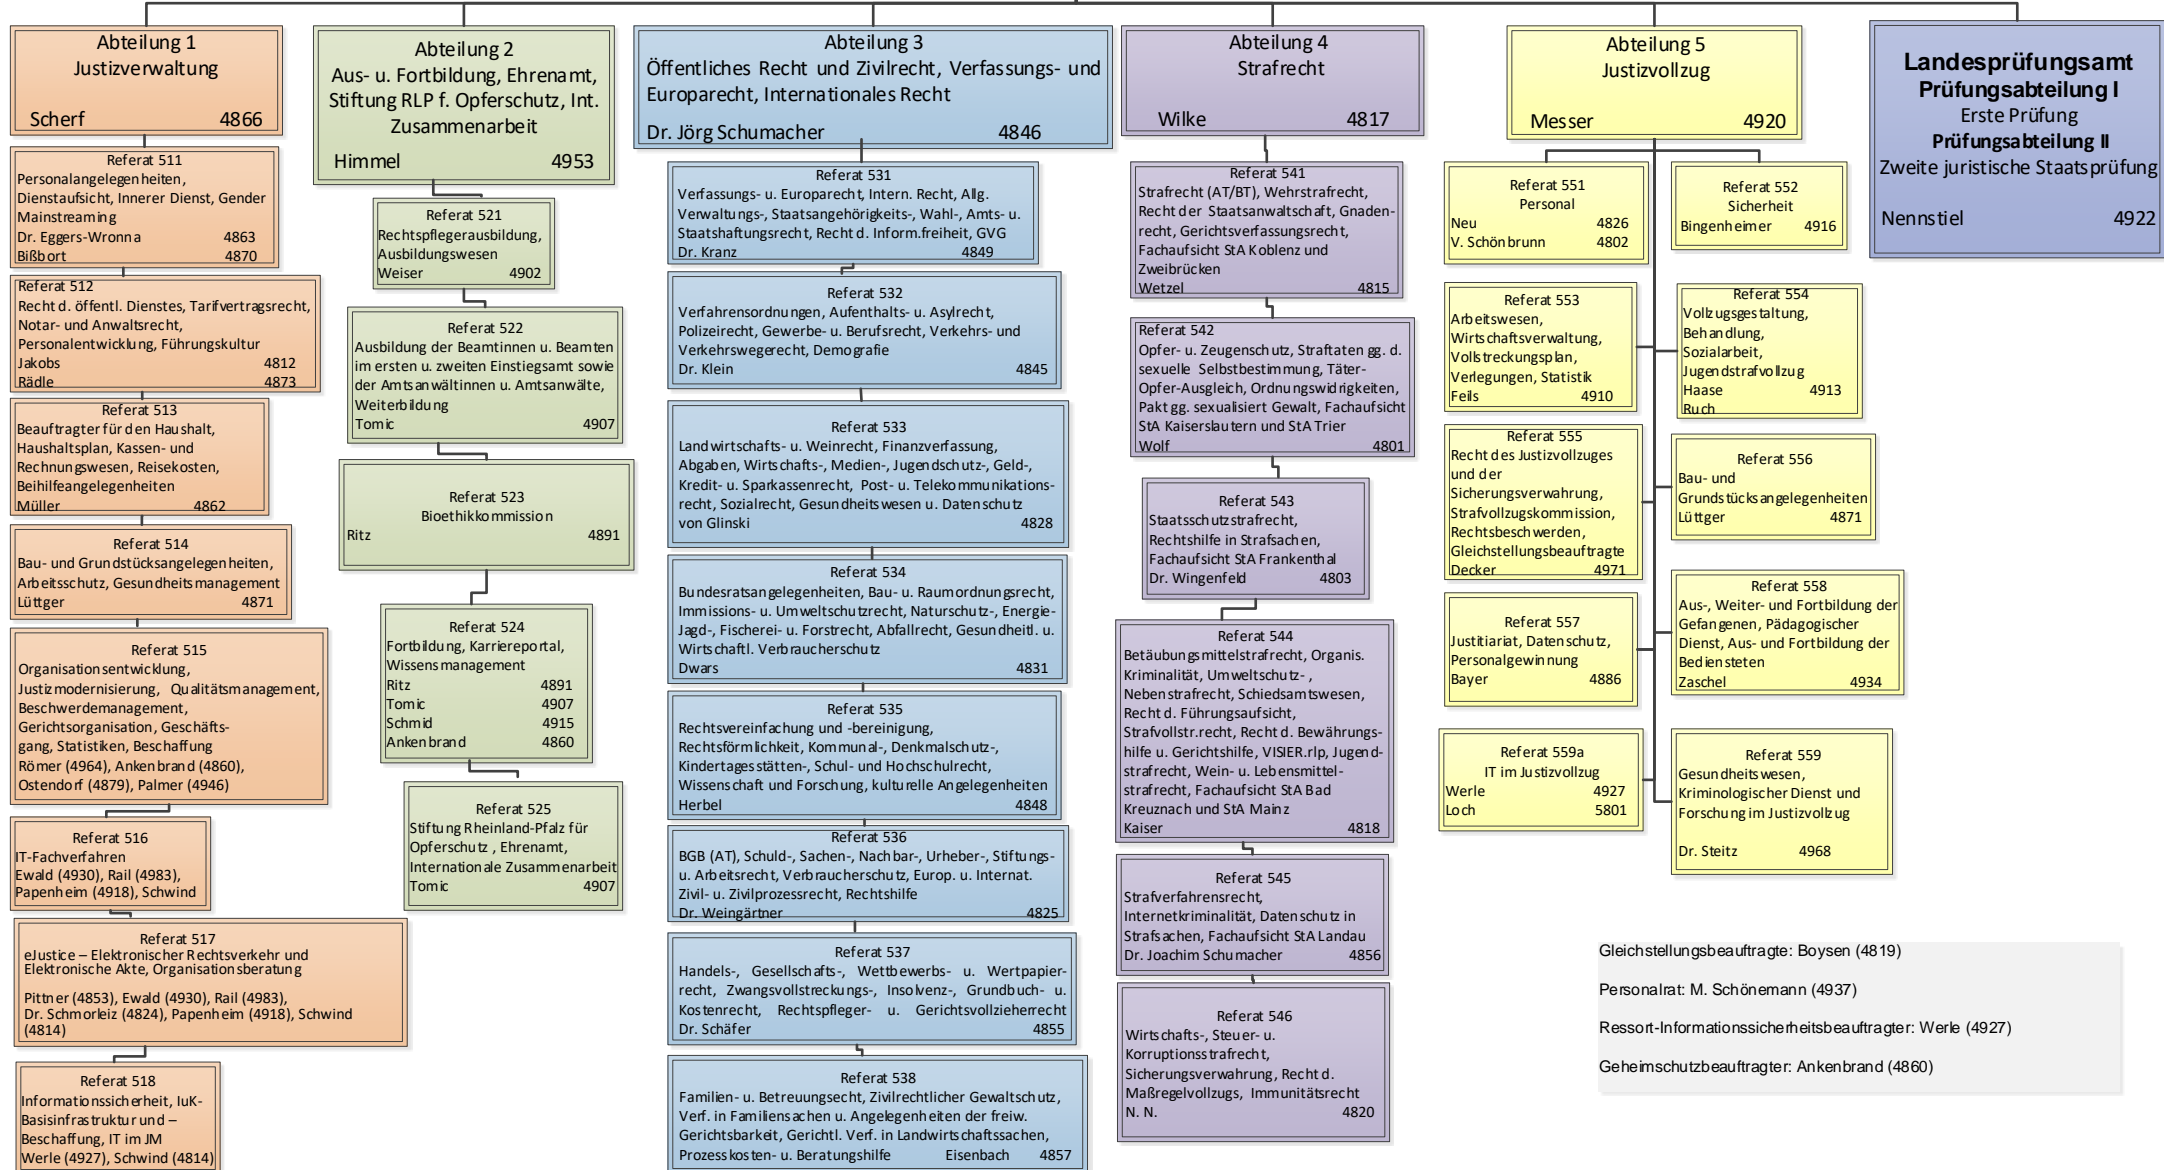 Abteilung 1
Justizverwaltung
Scherf 4866
Referat 511
Personalangelegenheiten,
Dienstaufsicht, Innerer Dienst, Gender
Mainstreaming
Dr. Eggers-Wronna 4863
Bißbort 4870
Referat 512
Recht d. öffentl. Dienstes, Tarifvertragsrecht,
Notar- und Anwaltsrecht,
Personalentwicklung, Führungskultur
Jakobs 4812
Rädle 4873
Referat 513
Beauftragter für den Haushalt,
Haushaltsplan, Kassen- und
Rechnungswesen, Reisekosten,
Beihilfeangelegenheiten
Müller 4862
Referat 514
Bau- und Grundstücksangelegenheiten,
Arbeitsschutz, Gesundheitsmanagement
Lüttger 4871
Referat 515
Organisationsentwicklung,
Justizmodernisierung, Qualitätsmanagement,
Beschwerdemanagement,
Gerichtsorganisation, Geschäfts-
gang, Statistiken, Beschaffung
Römer (4964), Ankenbrand (4860),
Ostendorf (4879), Palmer (4946)
Referat 516
IT-Fachverfahren
Ewald (4930), Rail (4983),
Papenheim (4918), Schwind
Referat 517
eJustice – Elektronischer Rechtsverkehr und
Elektronische Akte, Organisationsberatung
Pittner (4853), Ewald (4930), Rail (4983),
Dr. Schmorleiz (4824), Papenheim (4918), Schwind
(4814)
Referat 518
Informationssicherheit, IuK-
Basisinfrastruktur und –
Beschaffung, IT im JM
Werle (4927), Schwind (4814)
Abteilung 2
Aus- u. Fortbildung, Ehrenamt,
Stiftung RLP f. Opferschutz, Int.
Zusammenarbeit
Himmel 4953
Referat 521
Rechtspflegerausbildung,
Ausbildungswesen
Weiser 4902
Referat 522
Ausbildung der Beamtinnen u. Beamten
im ersten u. zweiten Einstiegsamt sowie
der Amtsanwältinnen u. Amtsanwälte,
Weiterbildung
Tomic 4907
Referat 523
Bioethikkommission
Ritz 4891
Referat 524
Fortbildung, Karriereportal,
Wissensmanagement
Ritz 4891
Tomic 4907
Schmid 4915
Ankenbrand 4860
Referat 525
Stiftung Rheinland-Pfalz für
Opferschutz , Ehrenamt,
Internationale Zusammenarbeit
Tomic 4907
Abteilung 3
Öffentliches Recht und Zivilrecht, Verfassungs- und
Europarecht, Internationales Recht
Dr. Jörg Schumacher 4846
Referat 531
Verfassungs- u. Europarecht, Intern. Recht, Allg.
Verwaltungs-, Staatsangehörigkeits-, Wahl-, Amts- u.
Staatshaftungsrecht, Recht d. Inform.freiheit, GVG
Dr. Kranz 4849
Referat 532
Verfahrensordnungen, Aufenthalts- u. Asylrecht,
Polizeirecht, Gewerbe- u. Berufsrecht, Verkehrs- und
Verkehrswegerecht, Demografie
Dr. Klein 4845
Referat 533
Landwirtschafts- u. Weinrecht, Finanzverfassung,
Abgaben, Wirtschafts-, Medien-, Jugendschutz-, Geld-,
Kredit- u. Sparkassenrecht, Post- u. Telekommunikations-
recht, Sozialrecht, Gesundheitswesen u. Datenschutz
von Glinski 4828
Referat 534
Bundesratsangelegenheiten, Bau- u. Raumordnungsrecht,
Immissions- u. Umweltschutzrecht, Naturschutz-, Energie-
Jagd-, Fischerei- u. Forstrecht, Abfallrecht, Gesundheitl. u.
Wirtschaftl. Verbraucherschutz
Dwars 4831
Referat 535
Rechtsvereinfachung und -bereinigung,
Rechtsförmlichkeit, Kommunal-, Denkmalschutz-,
Kindertagesstätten-, Schul- und Hochschulrecht,
Wissenschaft und Forschung, kulturelle Angelegenheiten
Herbel 4848
Referat 536
BGB (AT), Schuld-, Sachen-, Nachbar-, Urheber-, Stiftungs-
u. Arbeitsrecht, Verbraucherschutz, Europ. u. Internat.
Zivil- u. Zivilprozessrecht, Rechtshilfe
Dr. Weingärtner 4825
Referat 537
Handels-, Gesellschafts-, Wettbewerbs- u. Wertpapier-
recht, Zwangsvollstreckungs-, Insolvenz-, Grundbuch- u.
Kostenrecht, Rechtspfleger- u. Gerichtsvollzieherrecht
Dr. Schäfer 4855
Referat 538
Familien- u. Betreuungsecht, Zivilrechtlicher Gewaltschutz,
Verf. in Familiensachen u. Angelegenheiten der freiw.
Gerichtsbarkeit, Gerichtl. Verf. in Landwirtschaftssachen,
Prozesskosten- u. Beratungshilfe Eisenbach 4857
Abteilung 4
Strafrecht
Wilke 4817
Referat 541
Strafrecht (AT/BT), Wehrstrafrecht,
Recht der Staatsanwaltschaft, Gnaden-
recht, Gerichtsverfassungsrecht,
Fachaufsicht StA Koblenz und
Zweibrücken
Wetzel 4815
Referat 542
Opfer- u. Zeugenschutz, Straftaten gg. d.
sexuelle Selbstbestimmung, Täter-
Opfer-Ausgleich, Ordnungswidrigkeiten,
Pakt gg. sexualisiert Gewalt, Fachaufsicht
StA Kaiserslautern und StA Trier
Wolf 4801
Referat 543
Staatsschutzstrafrecht,
Rechtshilfe in Strafsachen,
Fachaufsicht StA Frankenthal
Dr. Wingenfeld 4803
Referat 544
Betäubungsmittelstrafrecht, Organis.
Kriminalität, Umweltschutz- ,
Nebenstrafrecht, Schiedsamtswesen,
Recht d. Führungsaufsicht,
Strafvollstr.recht, Recht d. Bewährungs-
hilfe u. Gerichtshilfe, VISIER.rlp, Jugend-
strafrecht, Wein- u. Lebensmittel-
strafrecht, Fachaufsicht StA Bad
Kreuznach und StA Mainz
Kaiser 4818
Referat 545
Strafverfahrensrecht,
Internetkriminalität, Datenschutz in
Strafsachen, Fachaufsicht StA Landau
Dr. Joachim Schumacher 4856
Referat 546
Wirtschafts-, Steuer- u.
Korruptionsstrafrecht,
Sicherungsverwahrung, Recht d.
Maßregelvollzugs, Immunitätsrecht
N. N. 4820
Abteilung 5
Justizvollzug
Messer 4920
Referat 551
Personal
Neu 4826
V. Schönbrunn 4802
Referat 552
Sicherheit
Bingenheimer 4916
Referat 553
Arbeitswesen,
Wirtschaftsverwaltung,
Vollstreckungsplan,
Verlegungen, Statistik
Feils 4910
Referat 554
Vollzugsgestaltung,
Behandlung,
Sozialarbeit,
Jugendstrafvollzug
Haase 4913
Ruch
Referat 555
Recht des Justizvollzuges
und der
Sicherungsverwahrung,
Strafvollzugskommission,
Rechtsbeschwerden,
Gleichstellungsbeauftragte
Decker 4971
Referat 556
Bau- und
Grundstücksangelegenheiten
Lüttger 4871
Referat 557
Justitiariat, Datenschutz,
Personalgewinnung
Bayer 4886
Referat 558
Aus-, Weiter- und Fortbildung der
Gefangenen, Pädagogischer
Dienst, Aus- und Fortbildung der
Bediensteten
Zaschel 4934
Referat 559a
IT im Justizvollzug
Werle 4927
Loch 5801
Referat 559
Gesundheitswesen,
Kriminologischer Dienst und
Forschung im Justizvollzug
Dr. Steitz 4968
Landesprüfungsamt
Prüfungsabteilung I
Erste Prüfung
Prüfungsabteilung II
Zweite juristische Staatsprüfung
Nennstiel 4922
Gleichstellungsbeauftragte: Boysen (4819)
Personalrat: M. Schönemann (4937)
Ressort-Informationssicherheitsbeauftragter: Werle (4927)
Geheimschutzbeauftragter: Ankenbrand (4860)